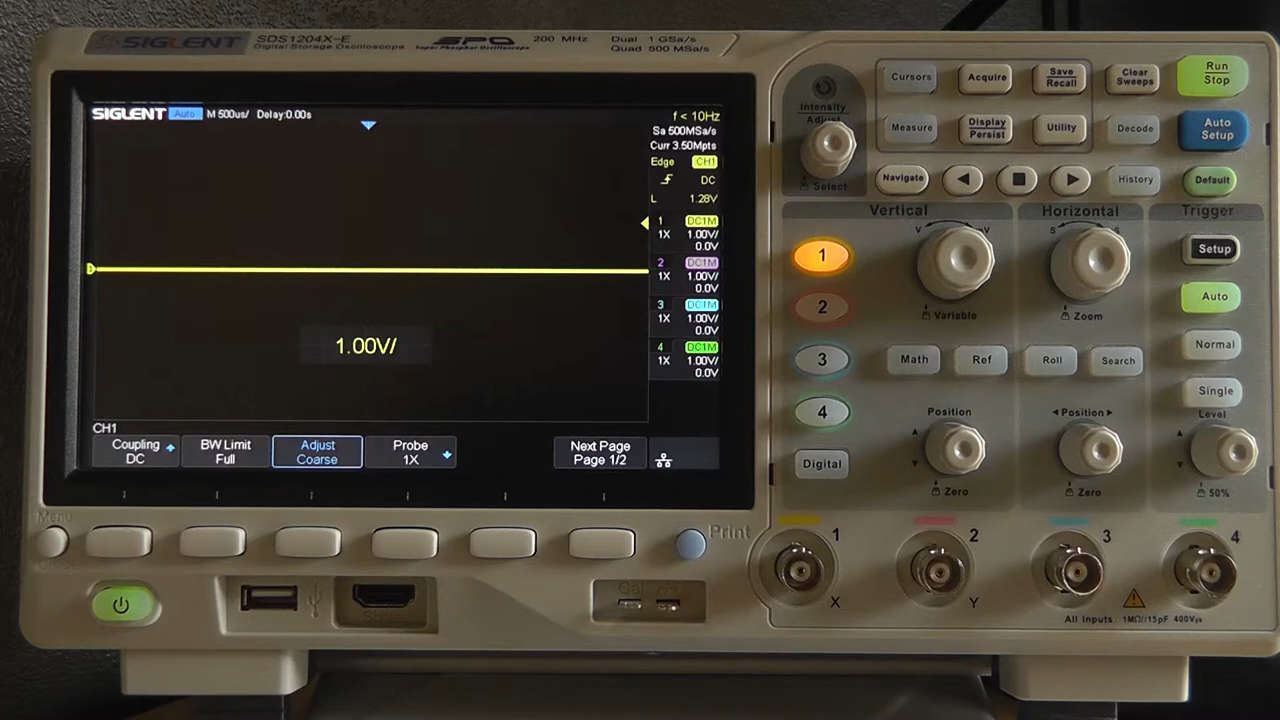 SIGLENT
SDS1204X-E
Digital Storage Oscilloscope
SPO
Super Phosphor Oscilloscope
200 MHz
Dual 1 GSa/s
Quad 500 MSa/s
SIGLENT Auto M 500us/ Delay:0.00s
f < 10Hz
Sa 500MSa/s
Curr 3.50Mpts
Edge CH1
DC
L 1.28V
1 DC1M
1X 1.00V/
0.0V
2 DC1M
1X 1.00V/
0.0V
3 DC1M
1X 1.00V/
0.0V
4 DC1M
1X 1.00V/
0.0V
1.00V/
CH1
Coupling
DC
BW Limit
Full
Adjust
Coarse
Probe
1X
Next Page
Page 1/2
Menu
Print
Cal
Intensity
Adjust
Select
Cursors
Acquire
Save
Recall
Clear
Sweeps
Run
Stop
Measure
Display
Persist
Utility
Decode
Auto
Setup
Navigate
History
Default
Vertical
Horizontal
Trigger
1
V
Variable
S
Zoom
Setup
2
Auto
3
Math
Ref
Roll
Search
Normal
4
Single
Position
Position
Level
Digital
Zero
Zero
50%
1
2
3
4
X
Y
All Inputs: 1MΩ//15pF 400Vpk